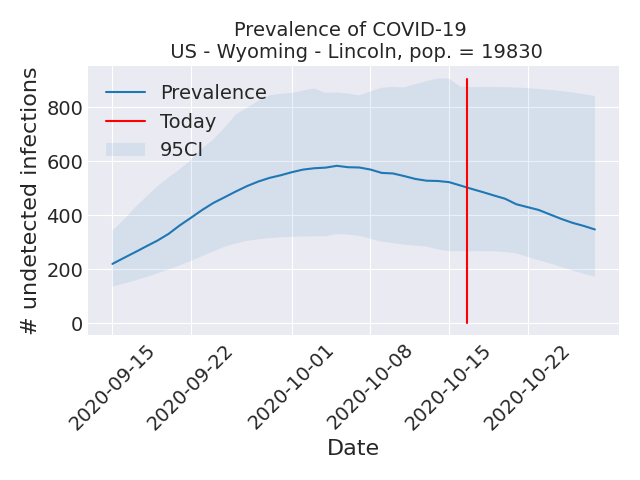 Prevalence of COVID-19
US - Wyoming - Lincoln, pop. = 19830
# undetected infections
800
600
400
200
0
Prevalence
Today
95CI
2020-09-15
2020-09-22
2020-10-01
2020-10-08
2020-10-15
2020-10-22
Date